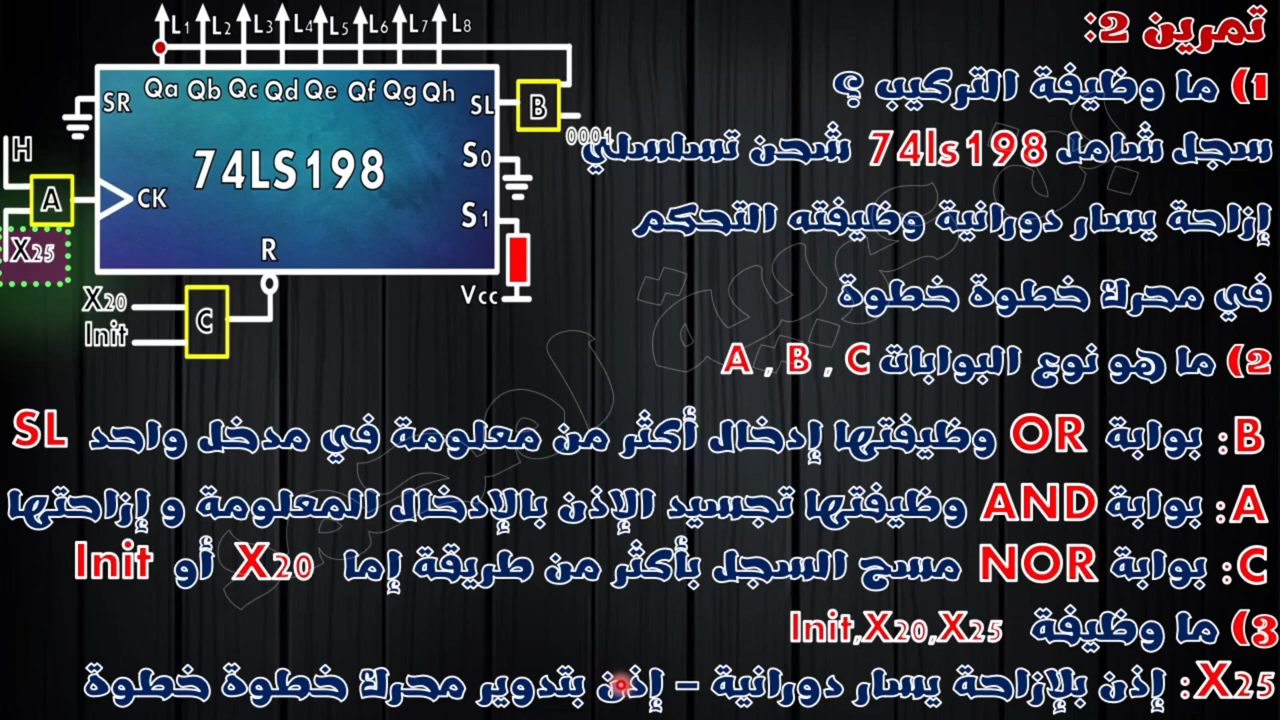 L1 L2 L3 L4 L5 L6 L7 L8
Qa Qb Qc Qd Qe Qf Qg Qh
SR
SL
B
0001
H
74LS198
S0
A
CK
S1
X25
R
Vcc
X20
Init
C
تمرين 2:
1) ما وظيفة التركيب ؟
سجل شامل 74ls198 شحن تسلسلي
إزاحة يسار دورانية وظيفته التحكم
في محرك خطوة خطوة
2) ما هو نوع البوابات A , B , C
B: بوابة OR وظيفتها إدخال أكثر من معلومة في مدخل واحد SL
A: بوابة AND وظيفتها تجسيد الإذن بالإدخال المعلومة و إزاحتها
C: بوابة NOR مسح السجل بأكثر من طريقة إما X20 أو Init
3) ما وظيفة Init,X20,X25
X25: إذن بلإزاحة يسار دورانية – إذن بتدوير محرك خطوة خطوة